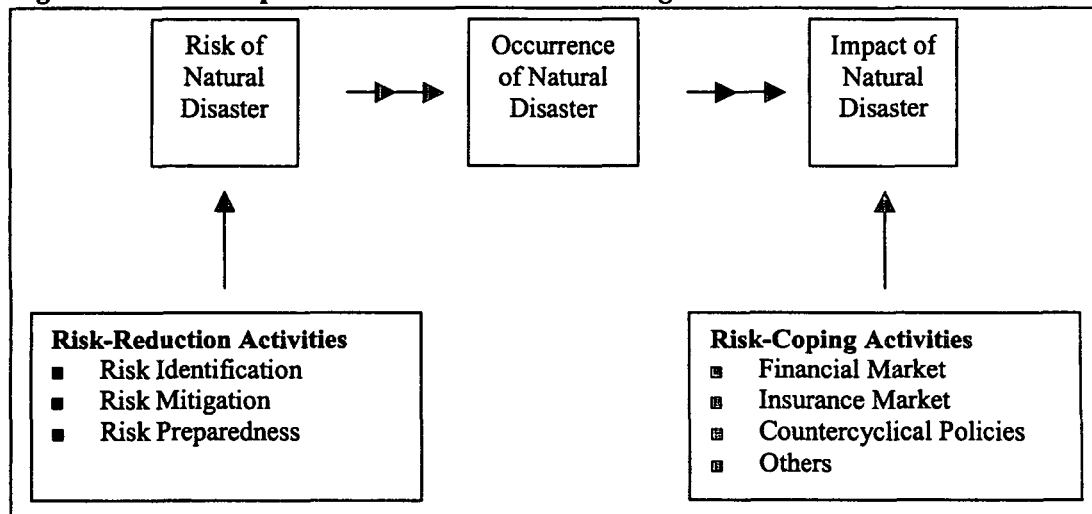 Risk of
Natural
Disaster
Occurrence
of Natural
Disaster
Impact of
Natural
Disaster
Risk-Reduction Activities
■ Risk Identification
■ Risk Mitigation
■ Risk Preparedness
Risk-Coping Activities
■ Financial Market
■ Insurance Market
■ Countercyclical Policies
■ Others